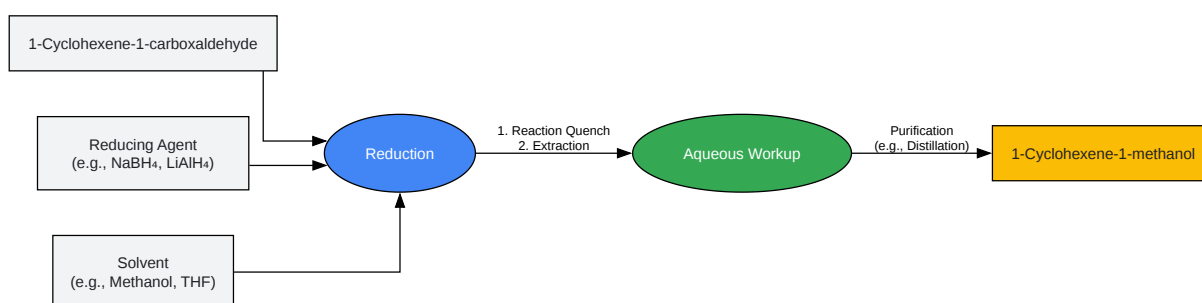 1-Cyclohexene-1-carboxaldehyde
Reducing Agent
(e.g., NaBH₄, LiAlH₄)
Solvent
(e.g., Methanol, THF)
Reduction
1. Reaction Quench
2. Extraction
Aqueous Workup
Purification
(e.g., Distillation)
1-Cyclohexene-1-methanol